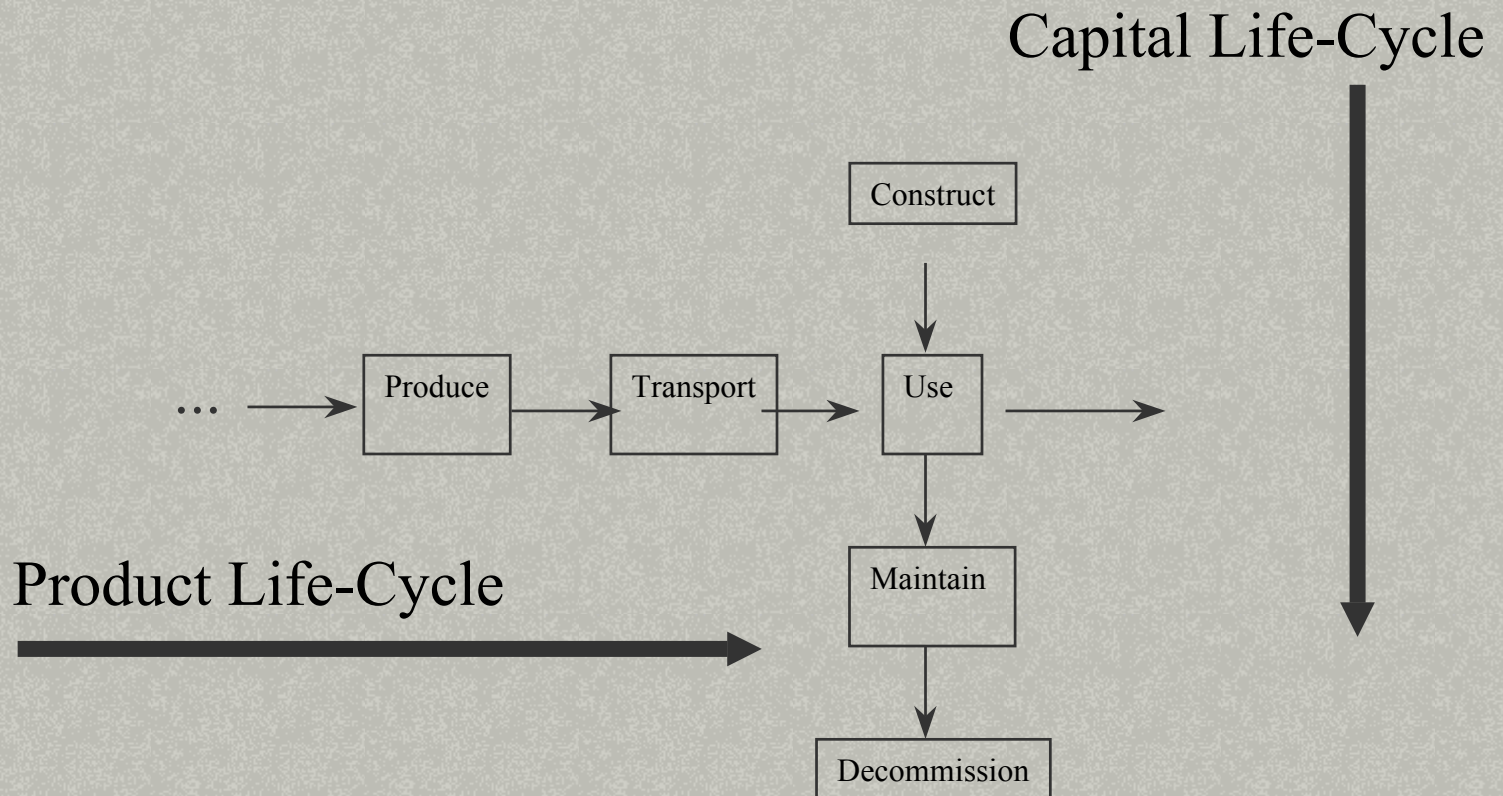 Capital Life-Cycle
Construct
... Produce Transport Use
Product Life-Cycle
Maintain
Decommission